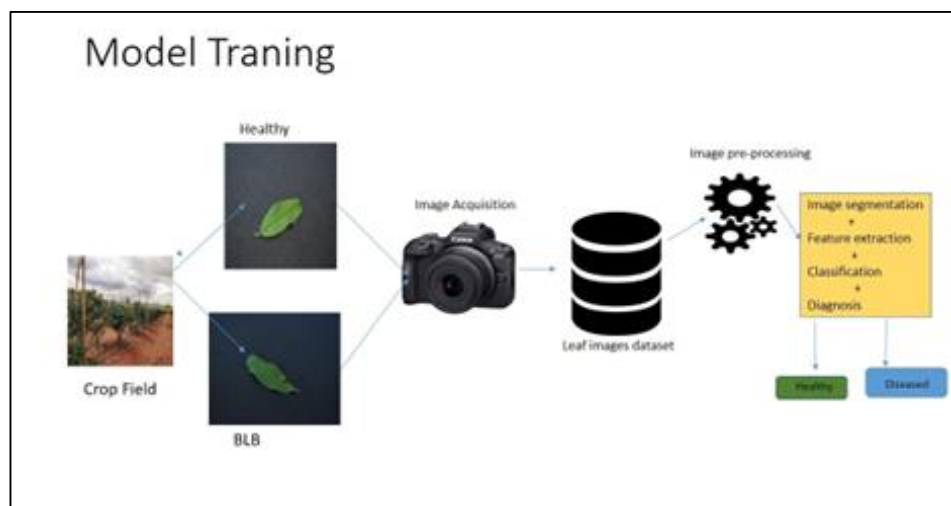 Model Traning
Healthy
Image pre-processing
Image Acquisition
Canon
Image segmentation
+
Feature extraction
+
Classification
+
Diagnosis
Leaf images dataset
Crop Field
Healthy
Diseased
BLB